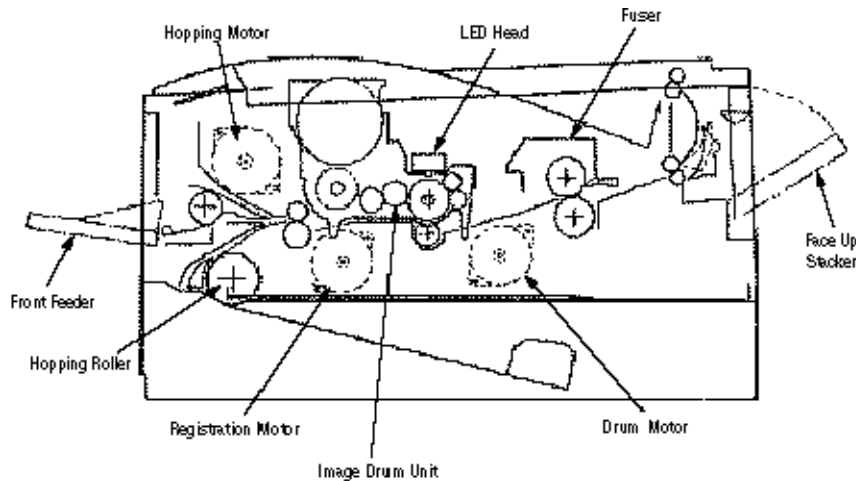 Fuser
Hopping Motor
LED Head
Face Up
Stacker
Front Feeder
Hopping Roller
Registration Motor
Drum Motor
Image Drum Unit